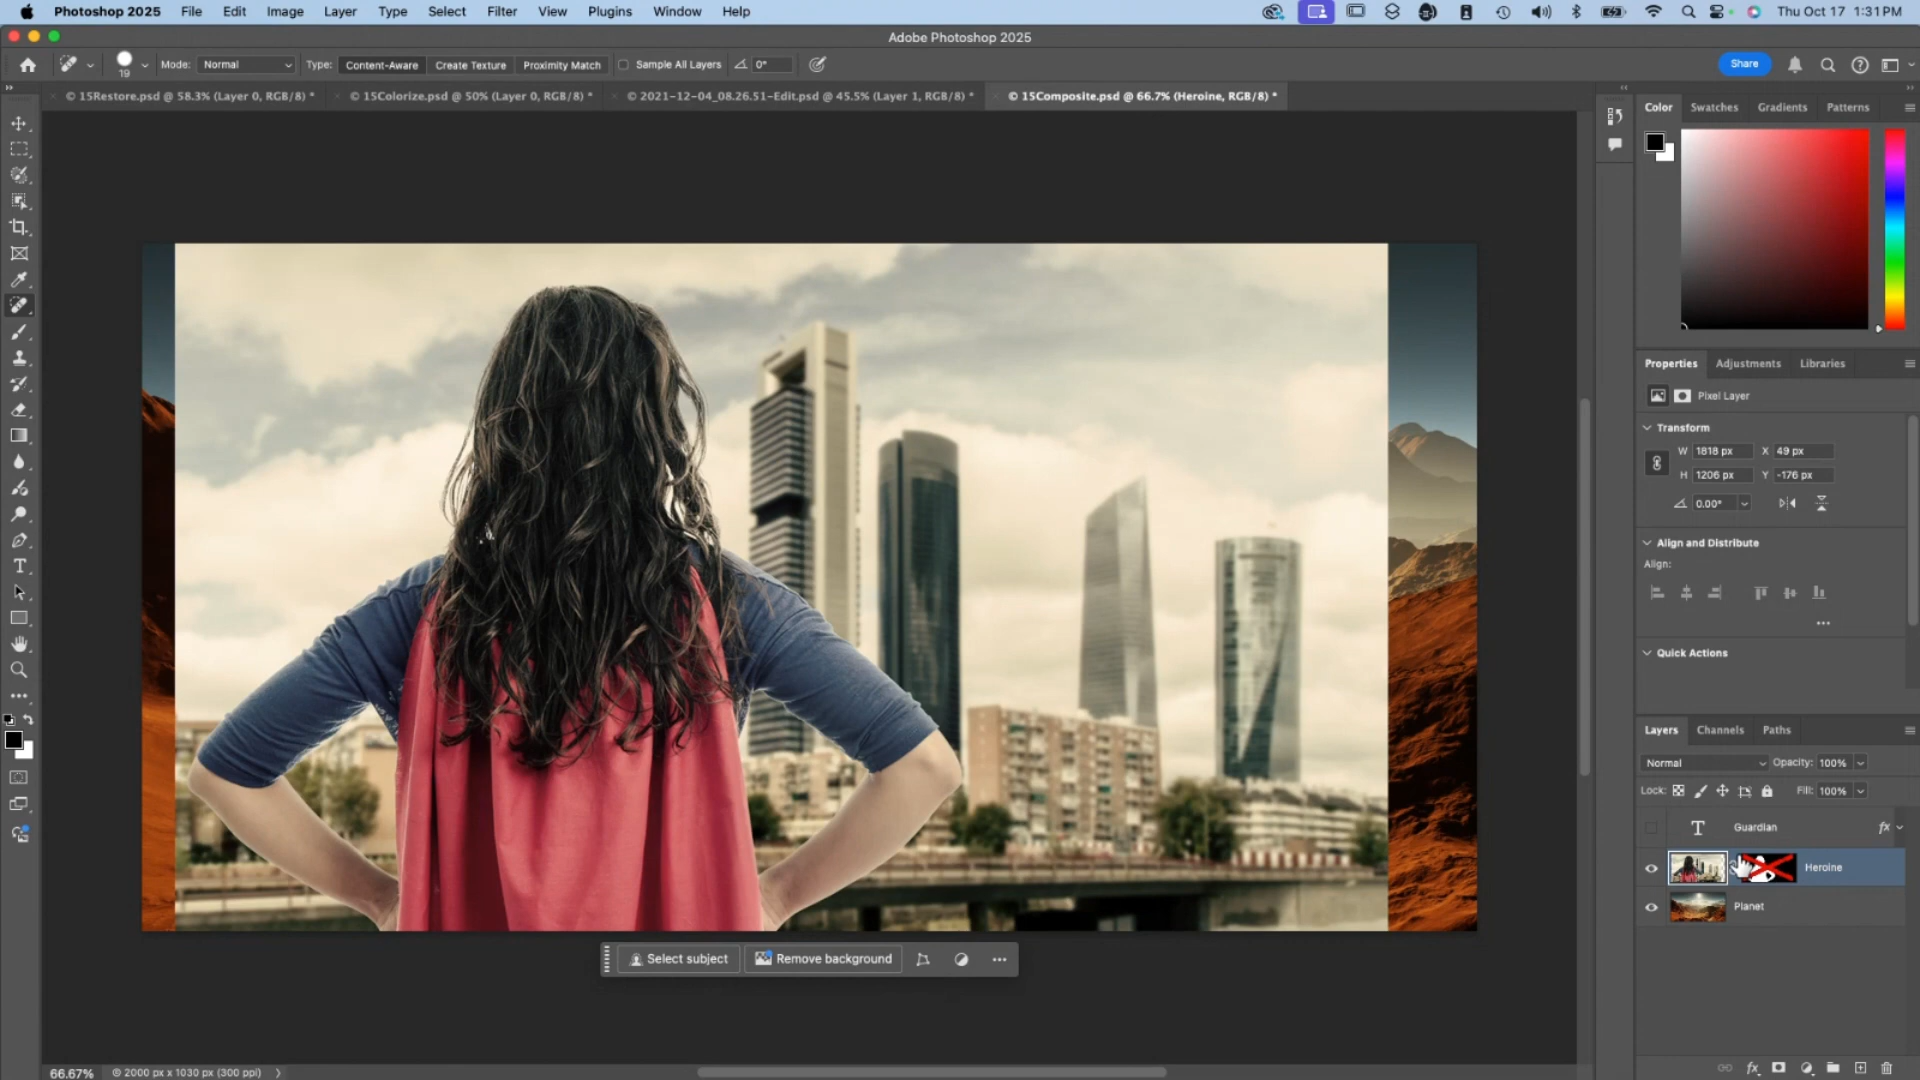 Photoshop 2025 File Edit Image Layer Type Select Filter View Plugins Window Help Thu Oct 17 1:31 PM
Adobe Photoshop 2025
19 Mode: Normal Type: Content-Aware Create Texture Proximity Match Sample All Layers 0° Share
© 15Restore.psd @ 58.3% (Layer 0, RGB/8) * © 15Colorize.psd @ 50% (Layer 0, RGB/8) * © 2021-12-04_08.26.51-Edit.psd @ 45.5% (Layer 1, RGB/8) * © 15Composite.psd @ 66.7% (Heroine, RGB/8) *
Color Swatches Gradients Patterns
Properties Adjustments Libraries
Pixel Layer
Transform
W 1818 px X 49 px
H 1206 px Y -176 px
0.00°
Align and Distribute
Align:
Quick Actions
Layers Channels Paths
Normal Opacity: 100%
Lock: Fill: 100%
T Guardian fx
Heroine
Planet
Select subject Remove background
66.67% © 2000 px x 1030 px (300 ppi)
fx